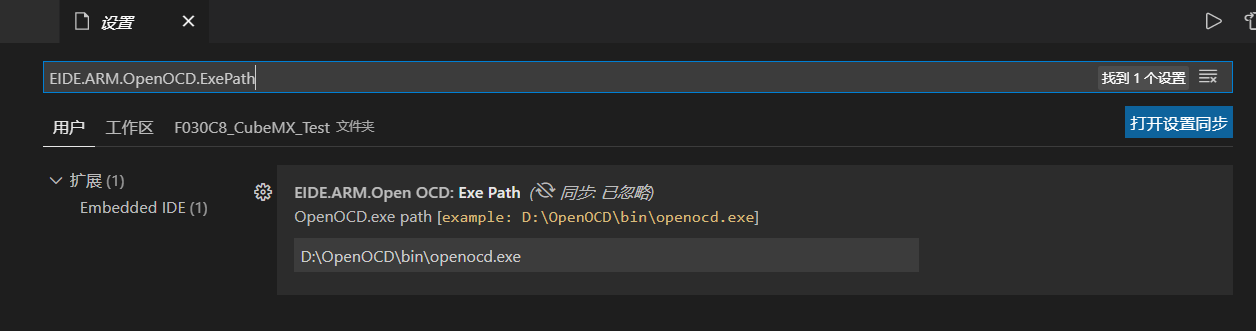 设置
EIDE.ARM.OpenOCD.ExePath 找到 1 个设置
用户 工作区 F030C8_CubeMX_Test 文件夹 打开设置同步
扩展 (1)
Embedded IDE (1)
EIDE.ARM.Open OCD: Exe Path (同步: 已忽略)
OpenOCD.exe path [example: D:\OpenOCD\bin\openocd.exe]
D:\OpenOCD\bin\openocd.exe